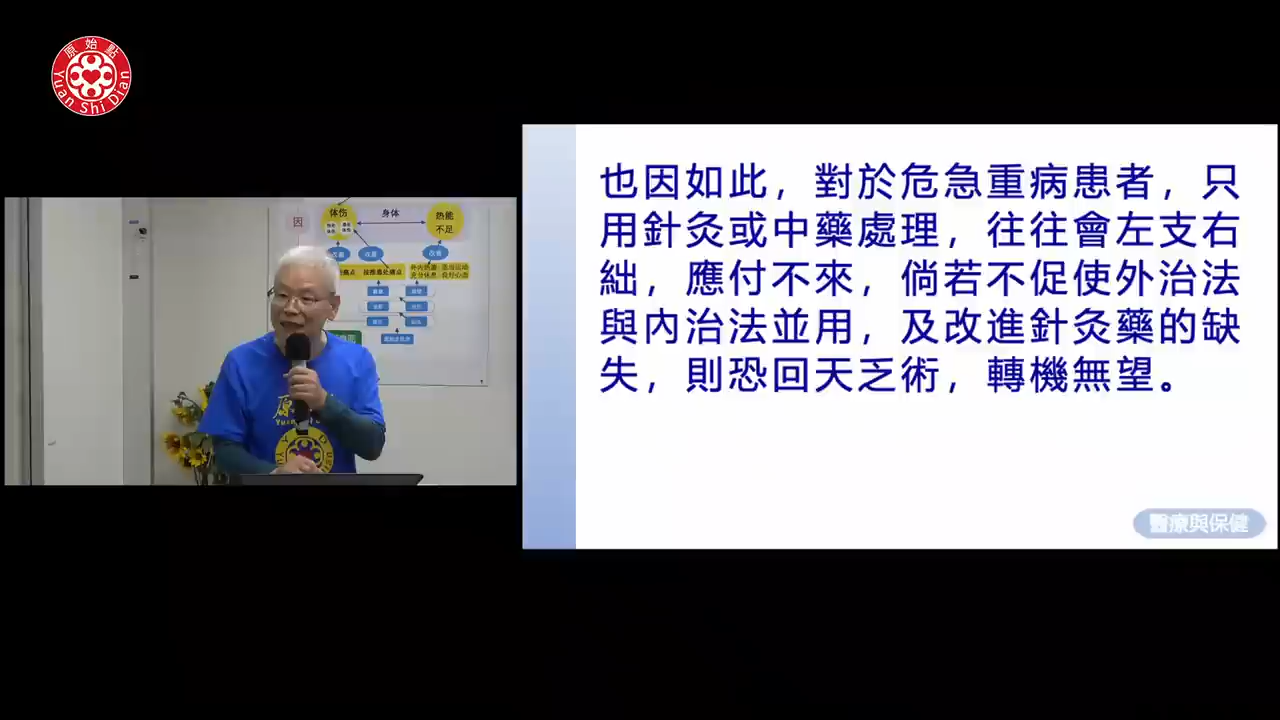 原始點
Yuan Shi Dian
因
体伤
身体
热能
不足
也因如此，對於危急重病患者，只
用針灸或中藥處理，往往會左支右
絀，應付不來，倘若不促使外治法
與內治法並用，及改進針灸藥的缺
失，則恐回天乏術，轉機無望。
醫療與保健